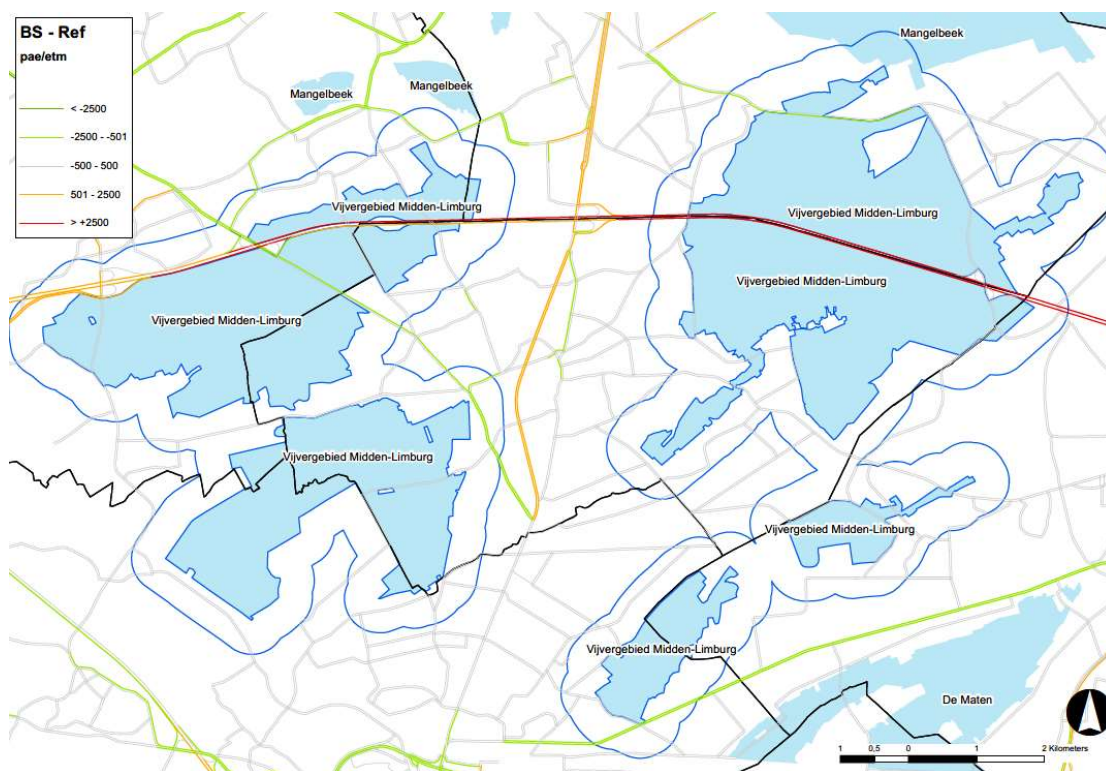 BS - Ref
pae/etm
< -2500
-2500 - -501
-500 - 500
501 - 2500
> +2500
Mangelbeek
Mangelbeek
Mangelbeek
Vijvergebied Midden-Limburg
Vijvergebied Midden-Limburg
Vijvergebied Midden-Limburg
Vijvergebied Midden-Limburg
Vijvergebied Midden-Limburg
Vijvergebied Midden-Limburg
Vijvergebied Midden-Limburg
De Maten
1 0,5 0 1 2 Kilometers